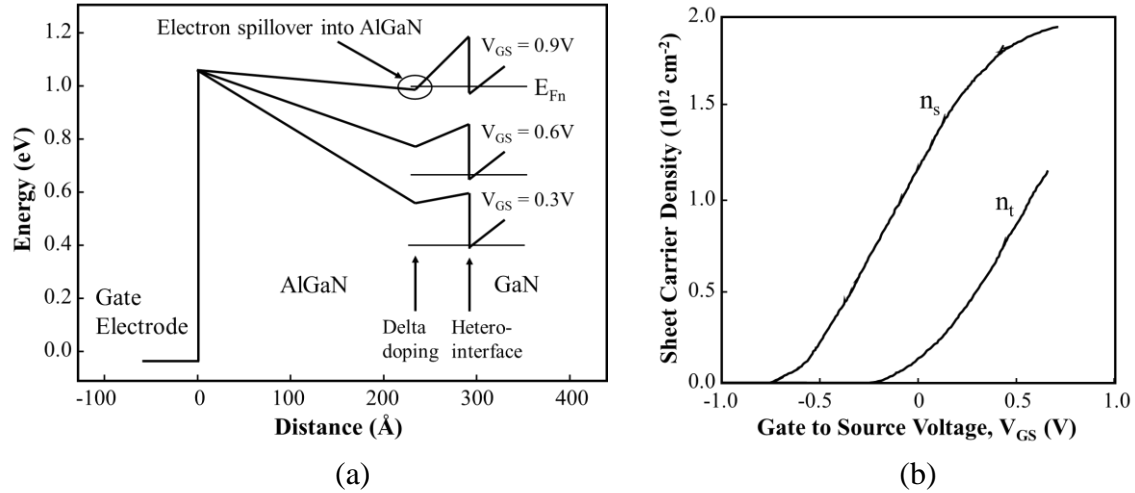 1.2
1.0
0.8
0.6
0.4
0.2
0.0
Energy (eV)
Electron spillover into AlGaN
V_GS = 0.9V
E_Fn
V_GS = 0.6V
V_GS = 0.3V
AlGaN
GaN
Gate
Electrode
Delta
doping
Hetero-
interface
-100
0
100
200
300
400
Distance (Å)
(a)
2.0
1.5
1.0
0.5
0.0
Sheet Carrier Density (10^12 cm^-2)
n_s
n_t
-1.0
-0.5
0
0.5
1.0
Gate to Source Voltage, V_GS (V)
(b)